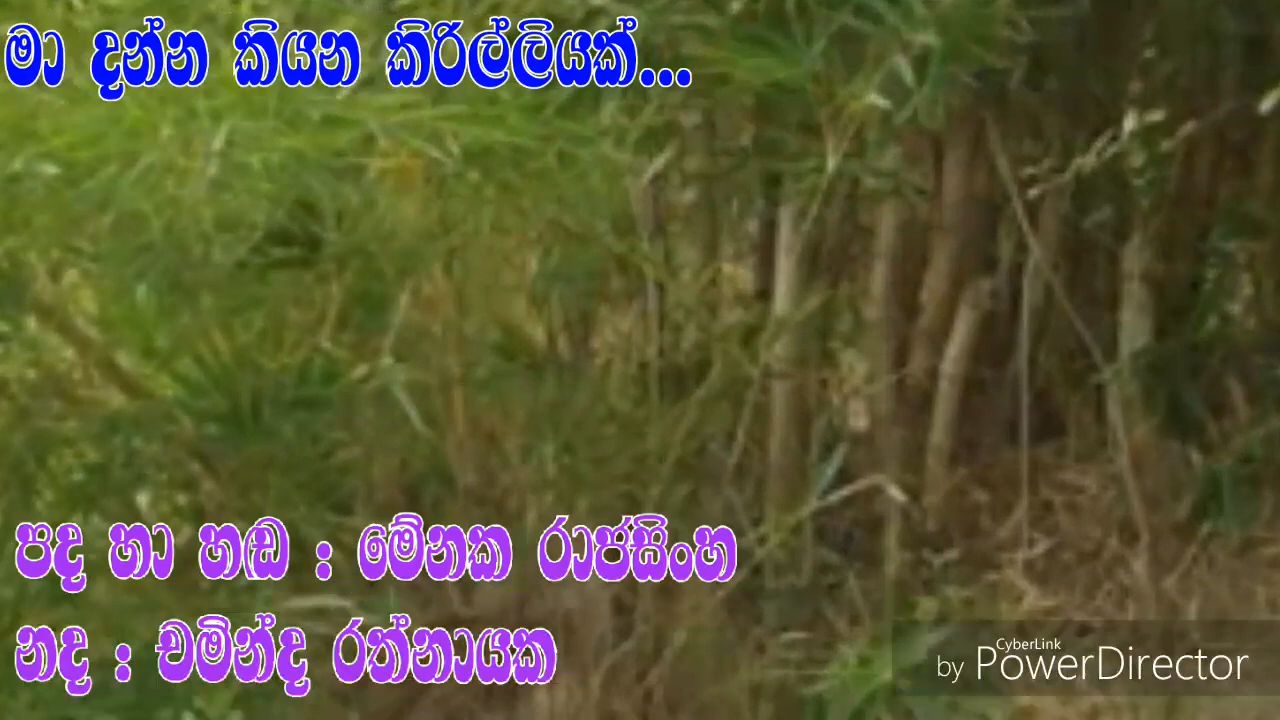 මා දන්න කියන කිරිල්ලියක්...
පද හා හඬ : මේනක රාජසිංහ
නද : චමින්ද රත්නායක
by CyberLink PowerDirector